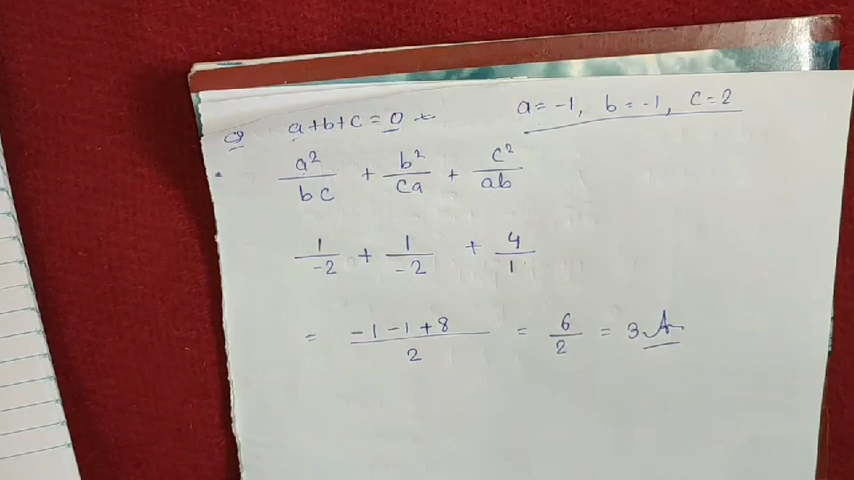 Q a+b+c = 0 a = -1, b = -1, c = 2
a²/bc + b²/ca + c²/ab
1/-2 + 1/-2 + 4/1
= -1-1+8/2 = 6/2 = 3 A